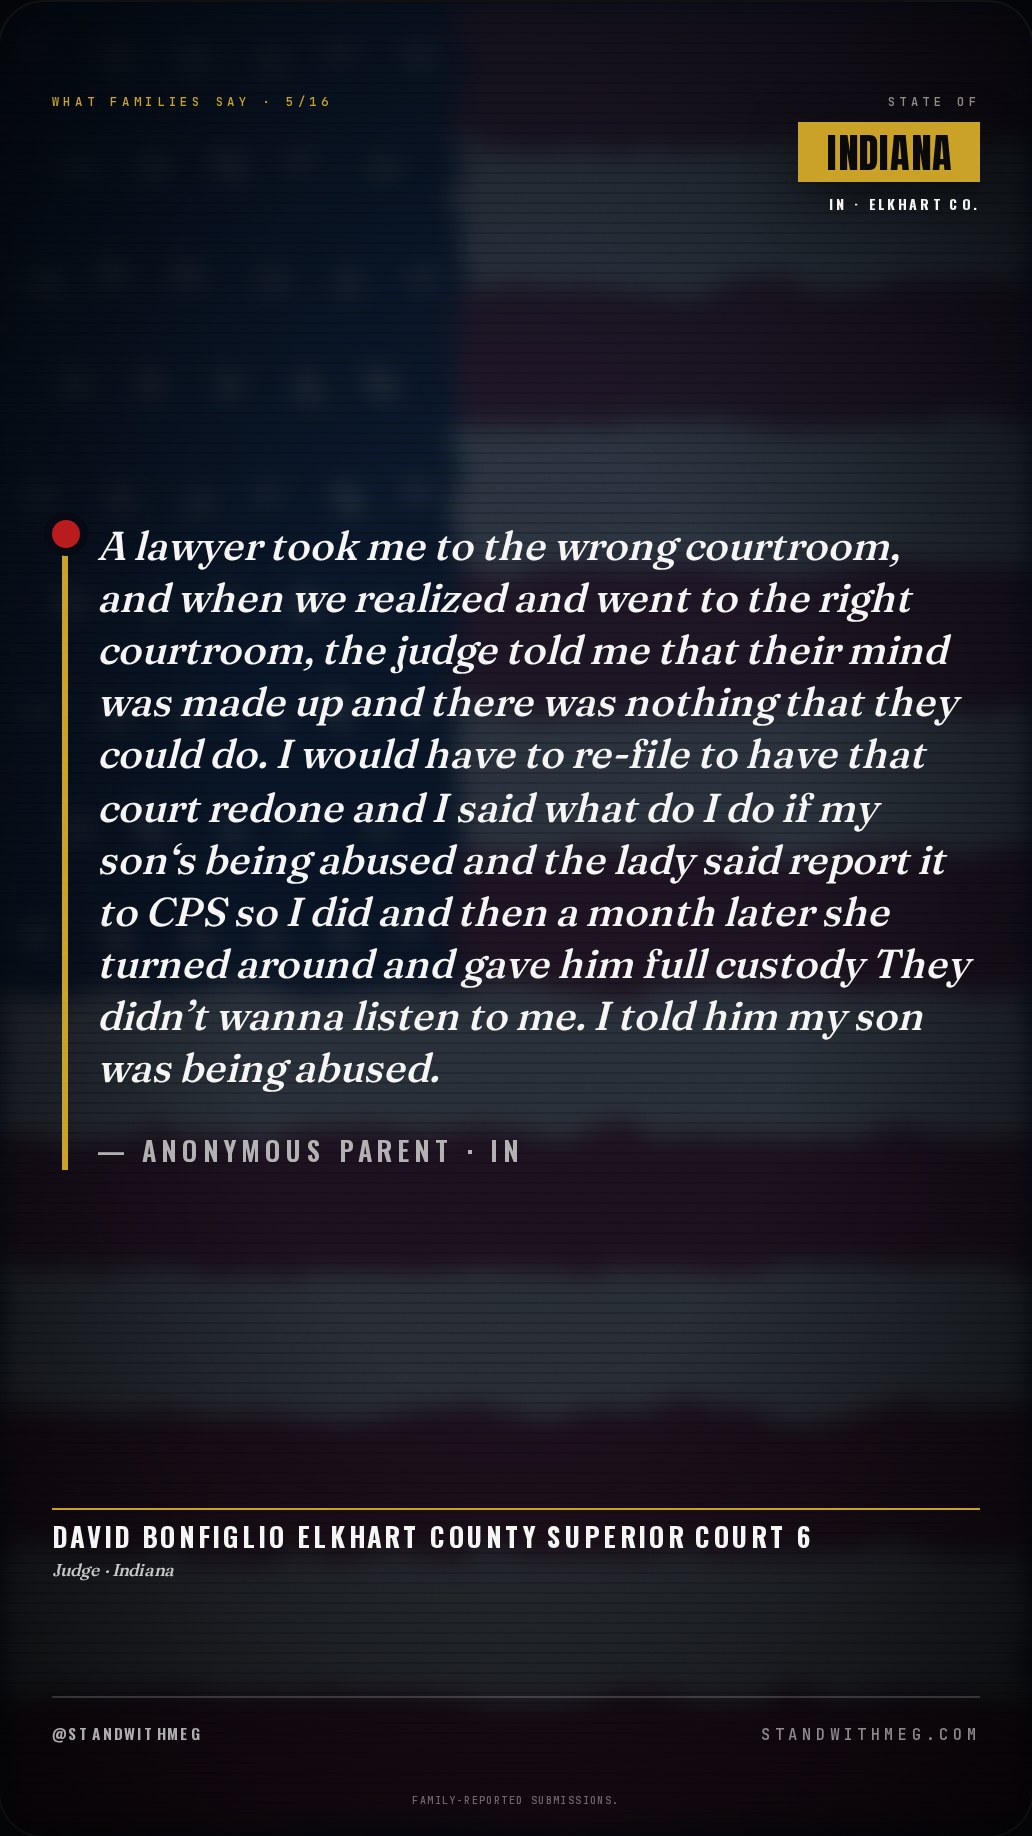 WHAT FAMILIES SAY · 5/16
STATE OF
INDIANA
IN · ELKHART CO.
A lawyer took me to the wrong courtroom,
and when we realized and went to the right
courtroom, the judge told me that their mind
was made up and there was nothing that they
could do. I would have to re-file to have that
court redone and I said what do I do if my
son‘s being abused and the lady said report it
to CPS so I did and then a month later she
turned around and gave him full custody They
didn’t wanna listen to me. I told him my son
was being abused.
— ANONYMOUS PARENT · IN
DAVID BONFIGLIO ELKHART COUNTY SUPERIOR COURT 6
Judge · Indiana
@STANDWITHMEG
STANDWITHMEG.COM
FAMILY-REPORTED SUBMISSIONS.